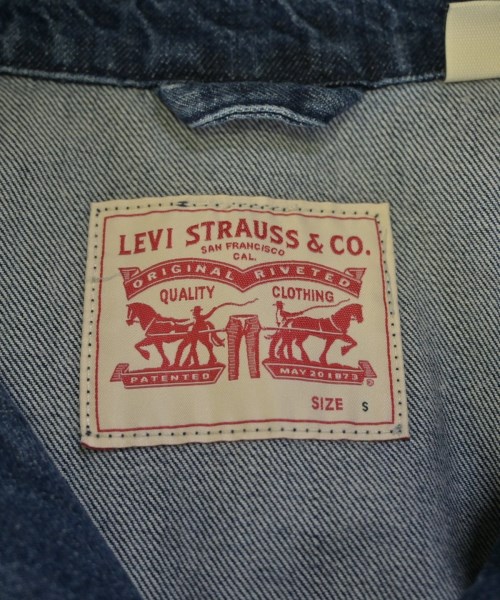 LEVI STRAUSS & CO.
SAN FRANCISCO
CAL.
ORIGINAL RIVETED
QUALITY CLOTHING
PATENTED MAY 20 1873 ®
SIZE S